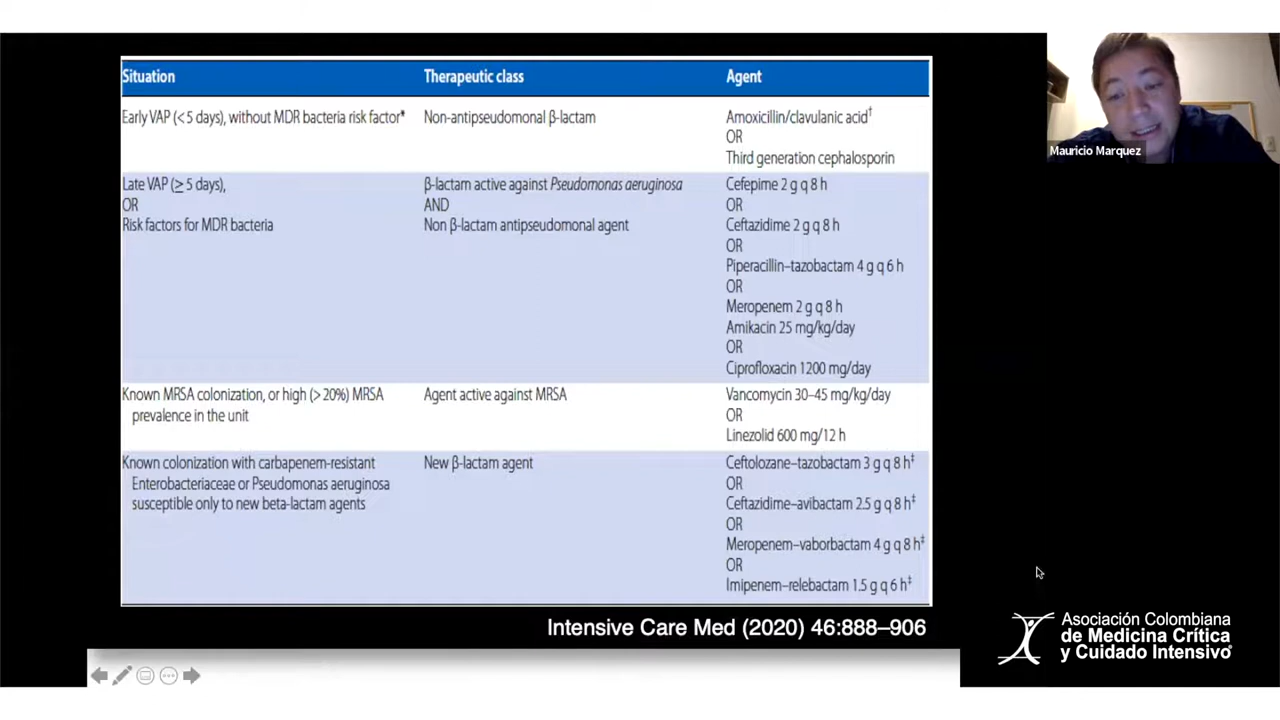 Situation Therapeutic class Agent
Early VAP (< 5 days), without MDR bacteria risk factor* Non-antipseudomonal β-lactam Amoxicillin/clavulanic acid†
OR
Third generation cephalosporin
Late VAP (≥ 5 days), β-lactam active against Pseudomonas aeruginosa Cefepime 2 g q 8 h
OR AND OR
Risk factors for MDR bacteria Non β-lactam antipseudomonal agent Ceftazidime 2 g q 8 h
OR
Piperacillin–tazobactam 4 g q 6 h
OR
Meropenem 2 g q 8 h
Amikacin 25 mg/kg/day
OR
Ciprofloxacin 1200 mg/day
Known MRSA colonization, or high (> 20%) MRSA Agent active against MRSA Vancomycin 30–45 mg/kg/day
prevalence in the unit OR
Linezolid 600 mg/12 h
Known colonization with carbapenem-resistant New β-lactam agent Ceftolozane–tazobactam 3 g q 8 h‡
Enterobacteriaceae or Pseudomonas aeruginosa OR
susceptible only to new beta-lactam agents Ceftazidime–avibactam 2.5 g q 8 h‡
OR
Meropenem–vaborbactam 4 g q 8 h‡
OR
Imipenem–relebactam 1.5 g q 6 h‡
Intensive Care Med (2020) 46:888–906
Mauricio Marquez
Asociación Colombiana
de Medicina Crítica
y Cuidado Intensivo